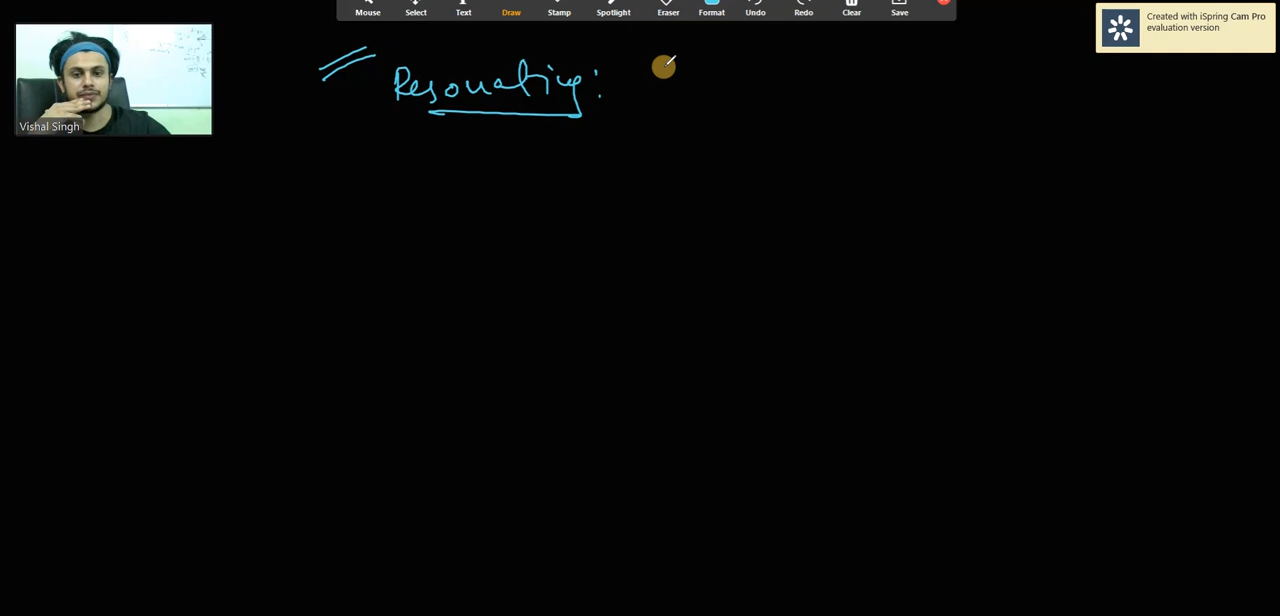 Mouse Select Text Draw Stamp Spotlight Eraser Format Undo Redo Clear Save
Created with iSpring Cam Pro
evaluation version
Resonating:
Vishal Singh